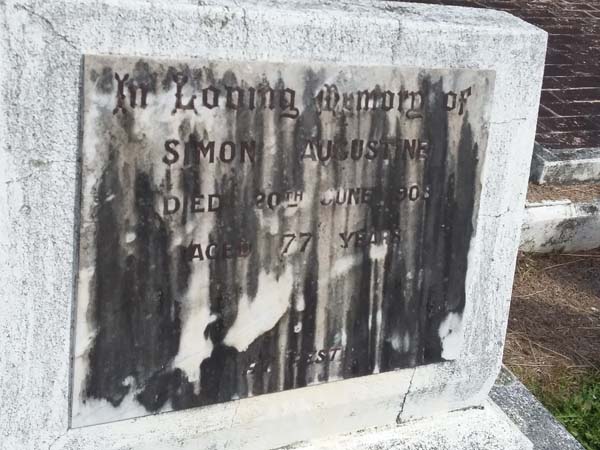 In Loving Memory of
SIMON AUGUSTINE
DIED 20TH JUNE
AGED 77 YEARS